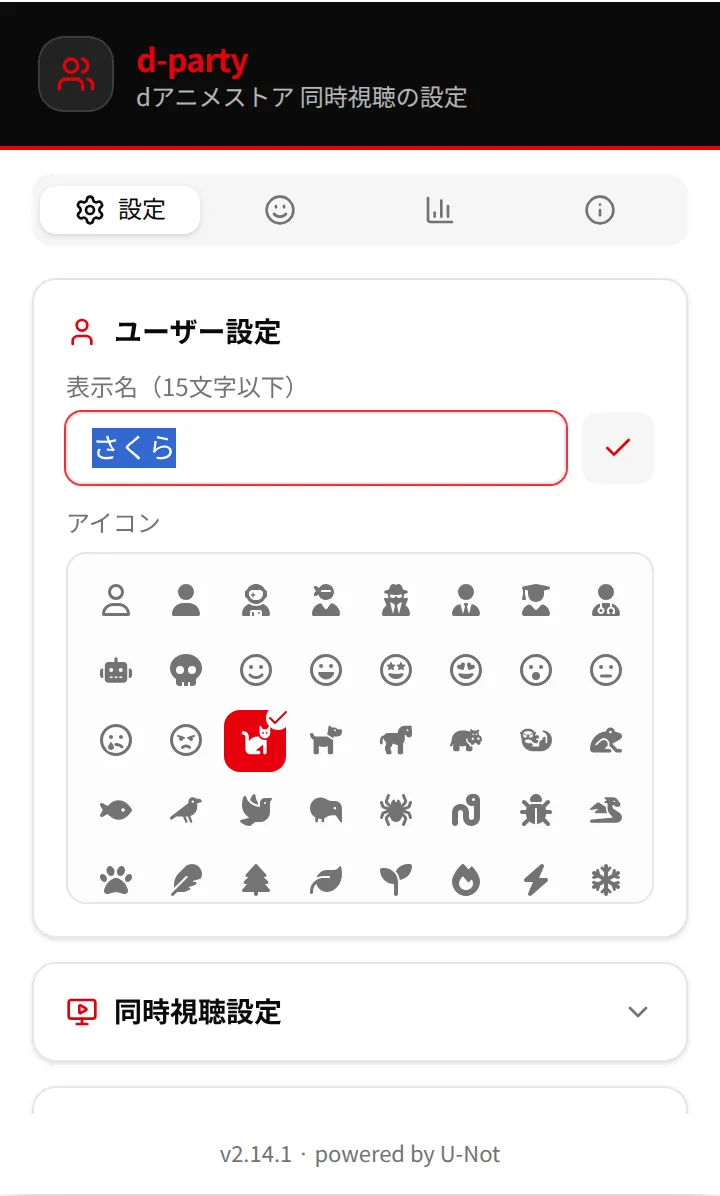 d-party
dアニメストア 同時視聴の設定
設定
ユーザー設定
表示名（15文字以下）
さくら
アイコン
同時視聴設定
v2.14.1 · powered by U-Not